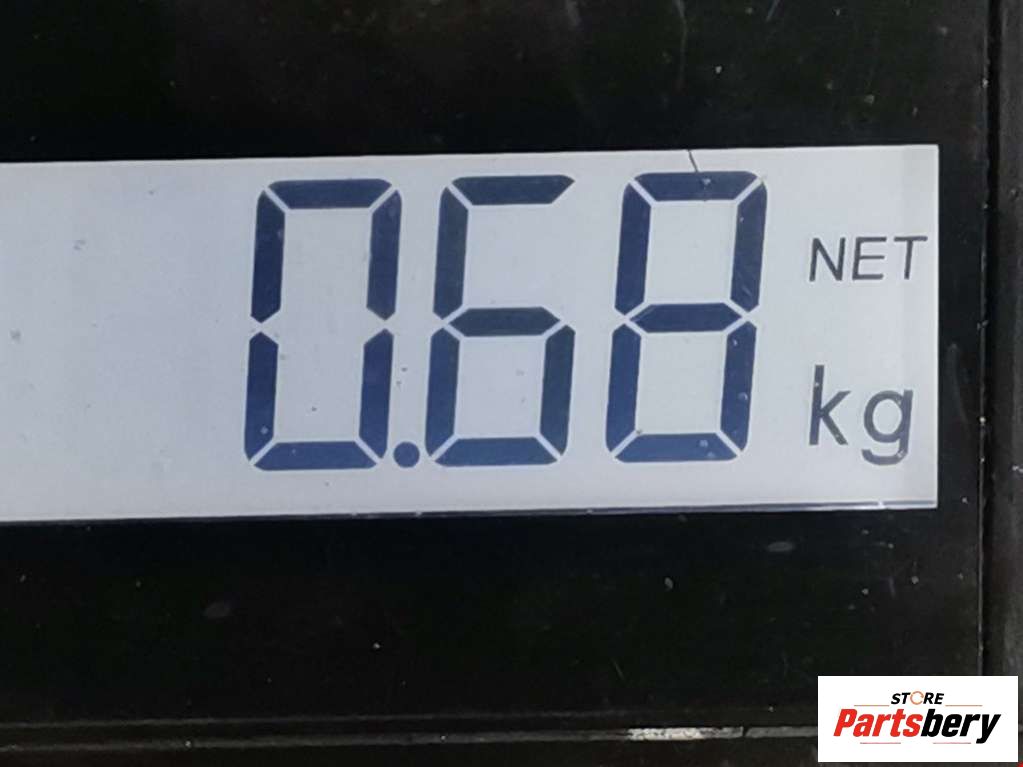 0.68 NET
kg
STORE
Partsbery